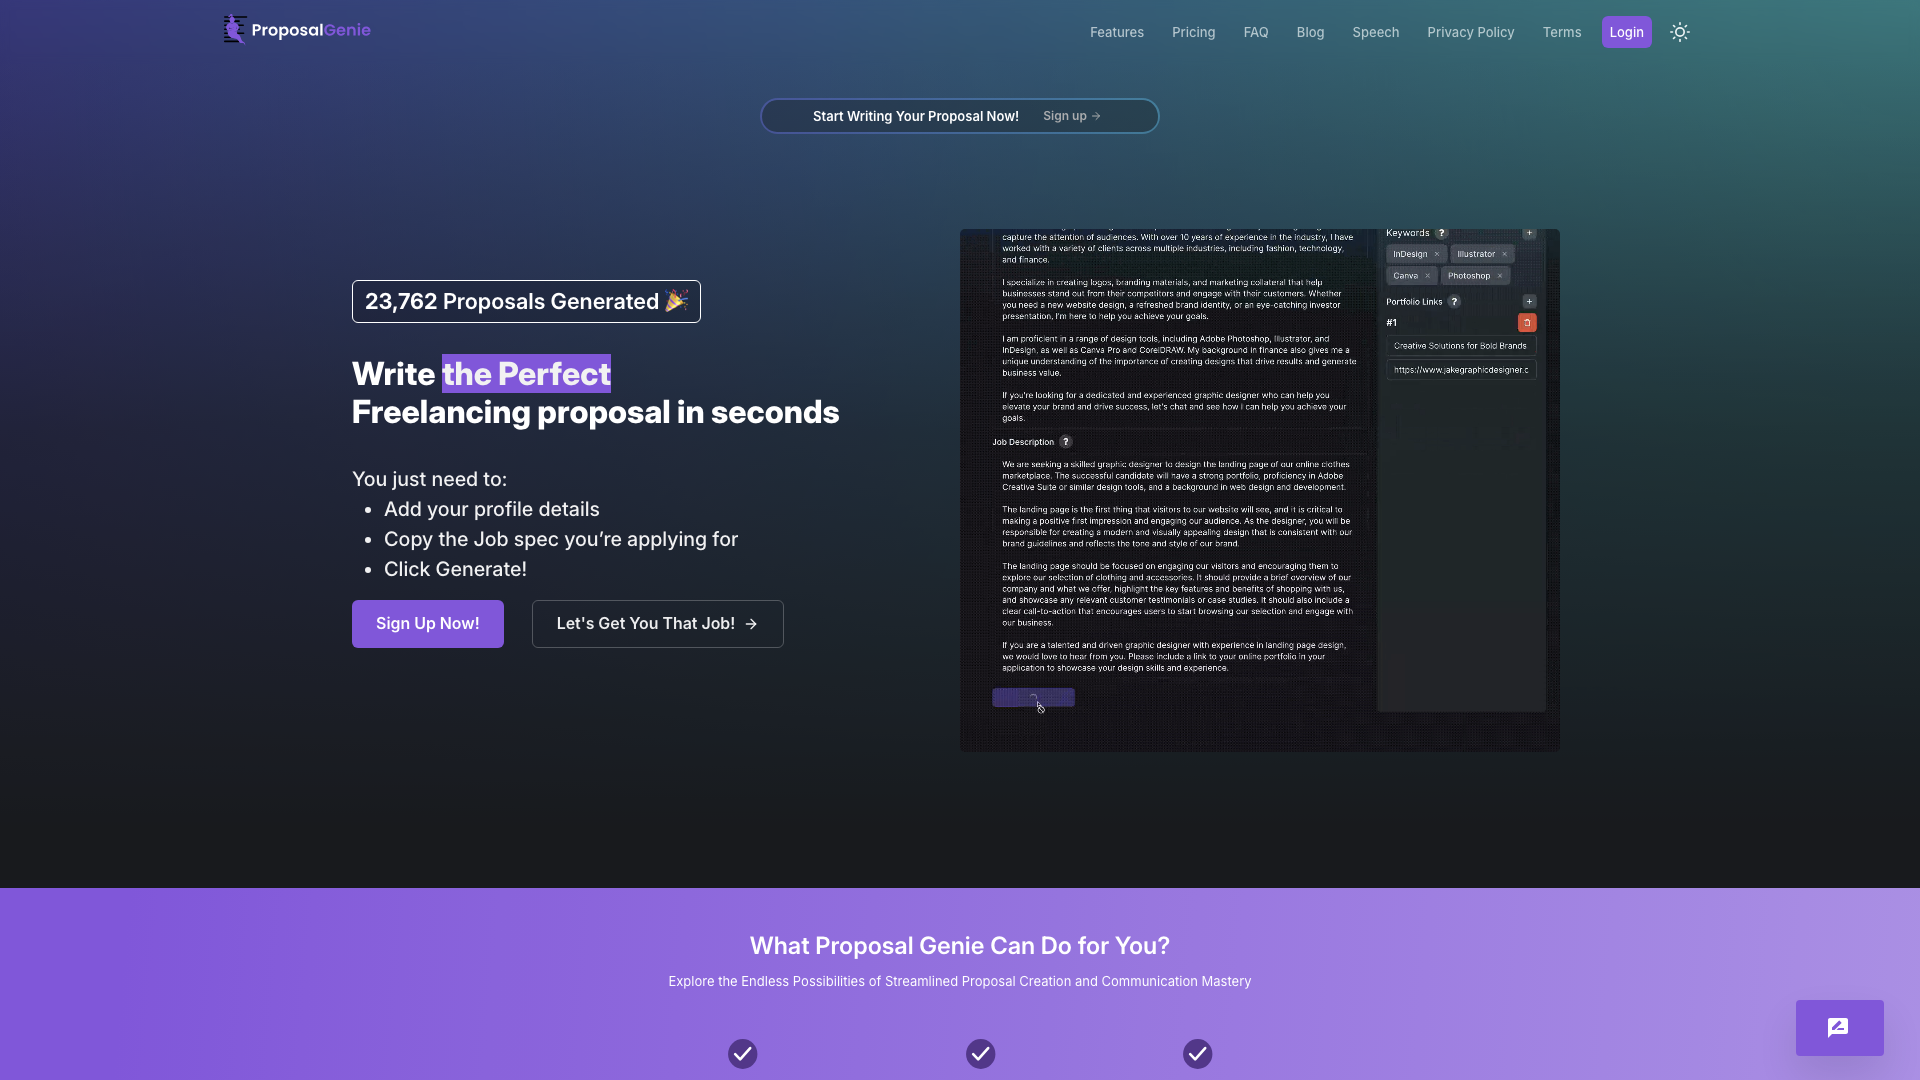 ProposalGenie
Features
Pricing
FAQ
Blog
Speech
Privacy Policy
Terms
Login
Start Writing Your Proposal Now!
Sign up →
23,762 Proposals Generated 🎉
Write the Perfect
Freelancing proposal in seconds
You just need to:
• Add your profile details
• Copy the Job spec you’re applying for
• Click Generate!
Sign Up Now!
Let's Get You That Job! →
capture the attention of audiences. With over 10 years of experience in the industry, I have
worked with a variety of clients across multiple industries, including fashion, technology,
and finance.
I specialize in creating logos, branding materials, and marketing collateral that help
businesses stand out from their competitors and engage with their customers. Whether
you need a new website design, a refreshed brand identity, or an eye-catching investor
presentation, I'm here to help you achieve your goals.
I am proficient in a range of design tools, including Adobe Photoshop, Illustrator, and
InDesign, as well as Canva Pro and CorelDRAW. My background in finance also gives me a
unique understanding of the importance of creating designs that drive results and generate
business value.
If you're looking for a dedicated and experienced graphic designer who can help you
elevate your brand and drive success, let's chat and see how I can help you achieve your
goals.
Job Description ?
We are seeking a skilled graphic designer to design the landing page of our online clothes
marketplace. The successful candidate will have a strong portfolio, proficiency in Adobe
Creative Suite or similar design tools, and a background in web design and development.
The landing page is the first thing that visitors to our website will see, and it is critical to
making a positive first impression and engaging our audience. As the designer, you will be
responsible for creating a modern and visually appealing design that is consistent with our
brand guidelines and reflects the tone and style of our brand.
The landing page should be focused on engaging our visitors and encouraging them to
explore our selection of clothing and accessories. It should provide a brief overview of our
company and what we offer, highlight the key features and benefits of shopping with us,
and showcase any relevant customer testimonials or case studies. It should also include a
clear call-to-action that encourages users to start browsing our selection and engage with
our business.
If you are a talented and driven graphic designer with experience in landing page design,
we would love to hear from you. Please include a link to your online portfolio in your
application to showcase your design skills and experience.
Keywords ? +
InDesign × Illustrator ×
Canva × Photoshop ×
Portfolio Links ? +
#1
Creative Solutions for Bold Brands
https://www.jakegraphicdesigner.c
What Proposal Genie Can Do for You?
Explore the Endless Possibilities of Streamlined Proposal Creation and Communication Mastery